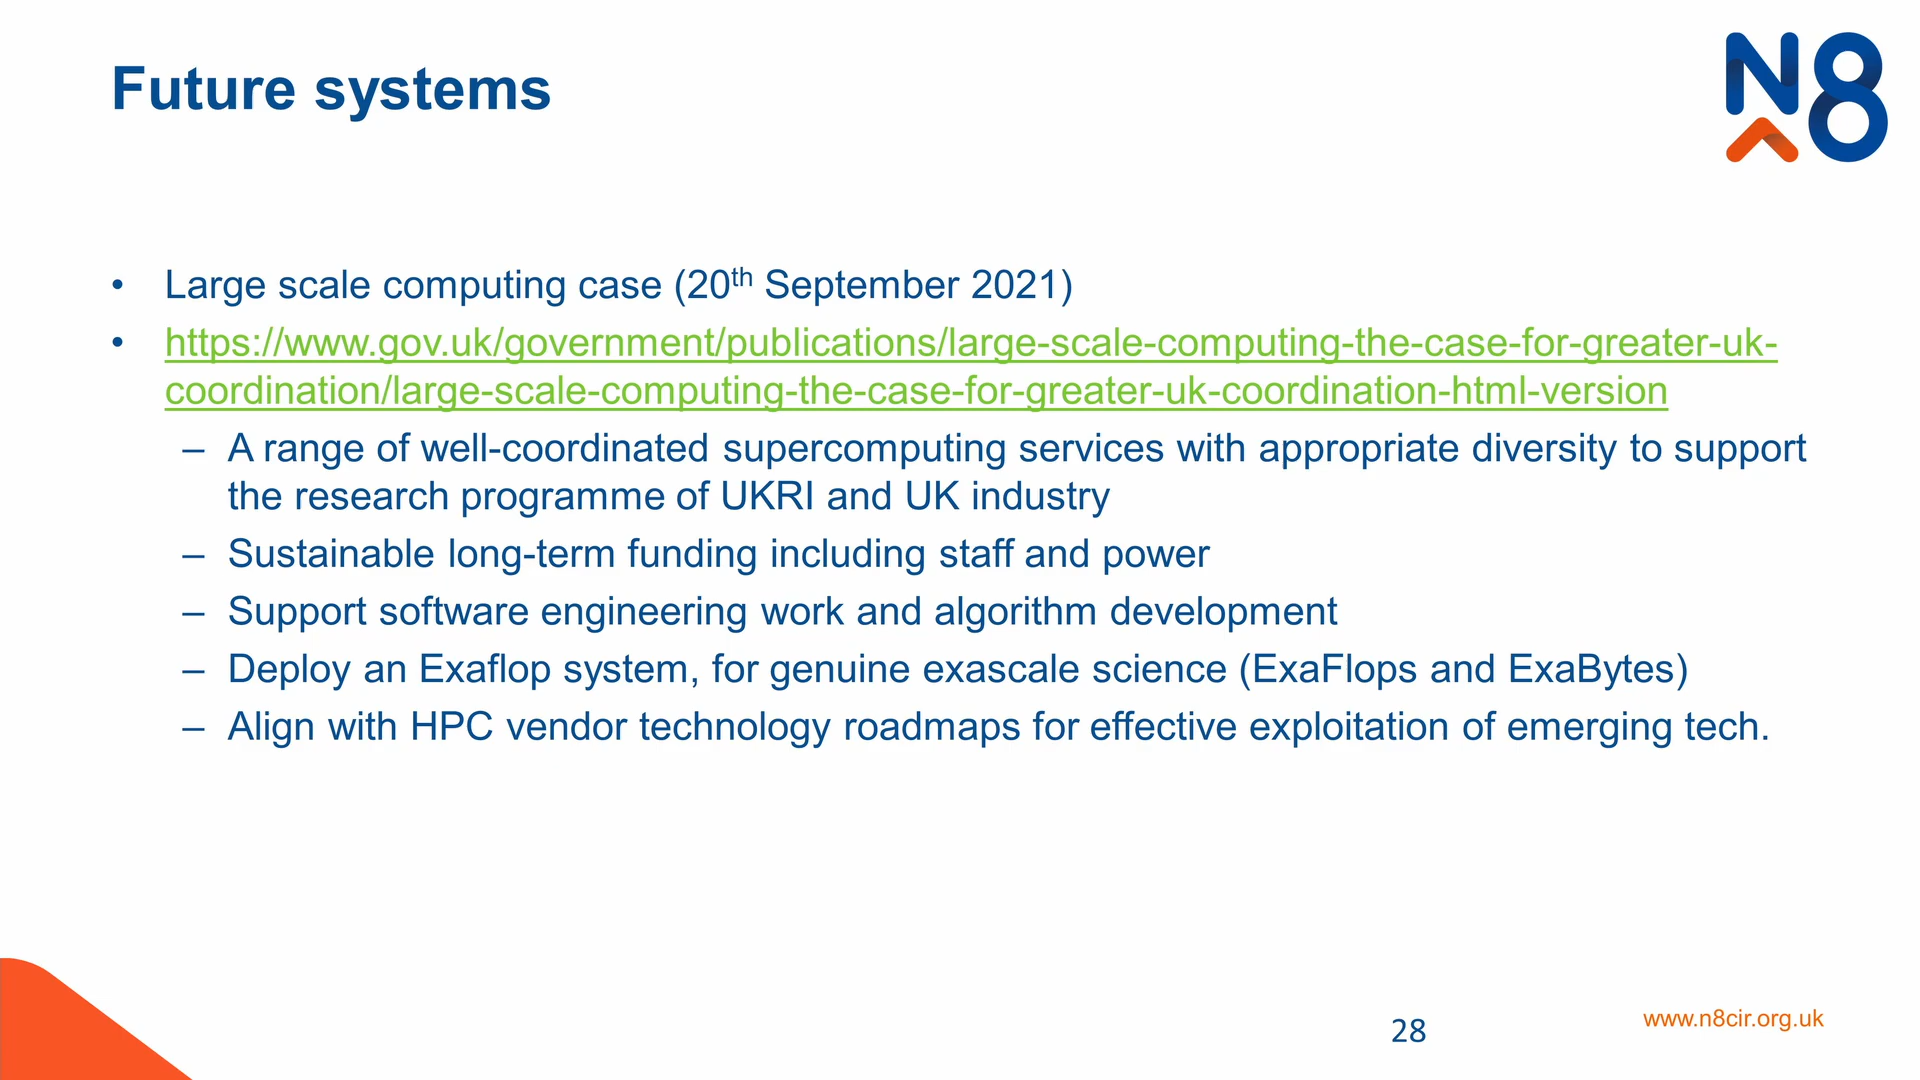 Future systems
N8
• Large scale computing case (20th September 2021)
• https://www.gov.uk/government/publications/large-scale-computing-the-case-for-greater-uk-
coordination/large-scale-computing-the-case-for-greater-uk-coordination-html-version
– A range of well-coordinated supercomputing services with appropriate diversity to support
the research programme of UKRI and UK industry
– Sustainable long-term funding including staff and power
– Support software engineering work and algorithm development
– Deploy an Exaflop system, for genuine exascale science (ExaFlops and ExaBytes)
– Align with HPC vendor technology roadmaps for effective exploitation of emerging tech.
28
www.n8cir.org.uk